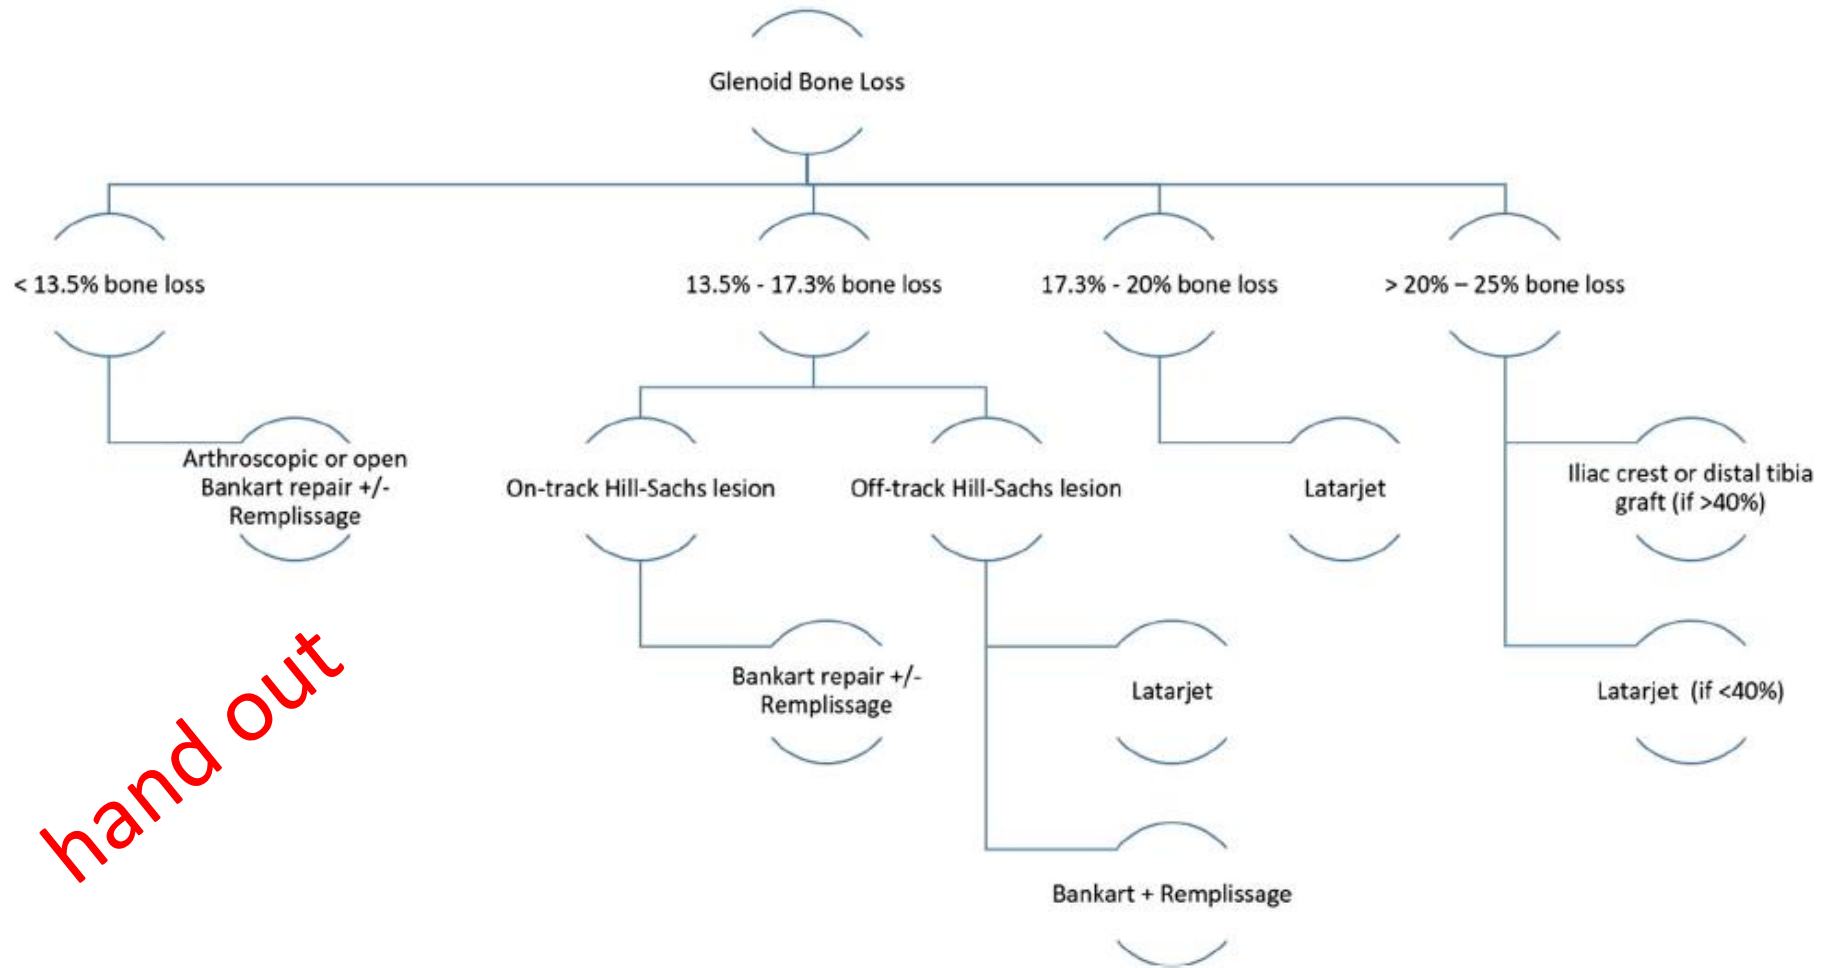 Glenoid Bone Loss
< 13.5% bone loss
13.5% - 17.3% bone loss
17.3% - 20% bone loss
> 20% – 25% bone loss
Arthroscopic or open
Bankart repair +/-
Remplissage
On-track Hill-Sachs lesion
Off-track Hill-Sachs lesion
Latarjet
Iliac crest or distal tibia
graft (if >40%)
Bankart repair +/-
Remplissage
Latarjet
Latarjet (if <40%)
Bankart + Remplissage
hand out